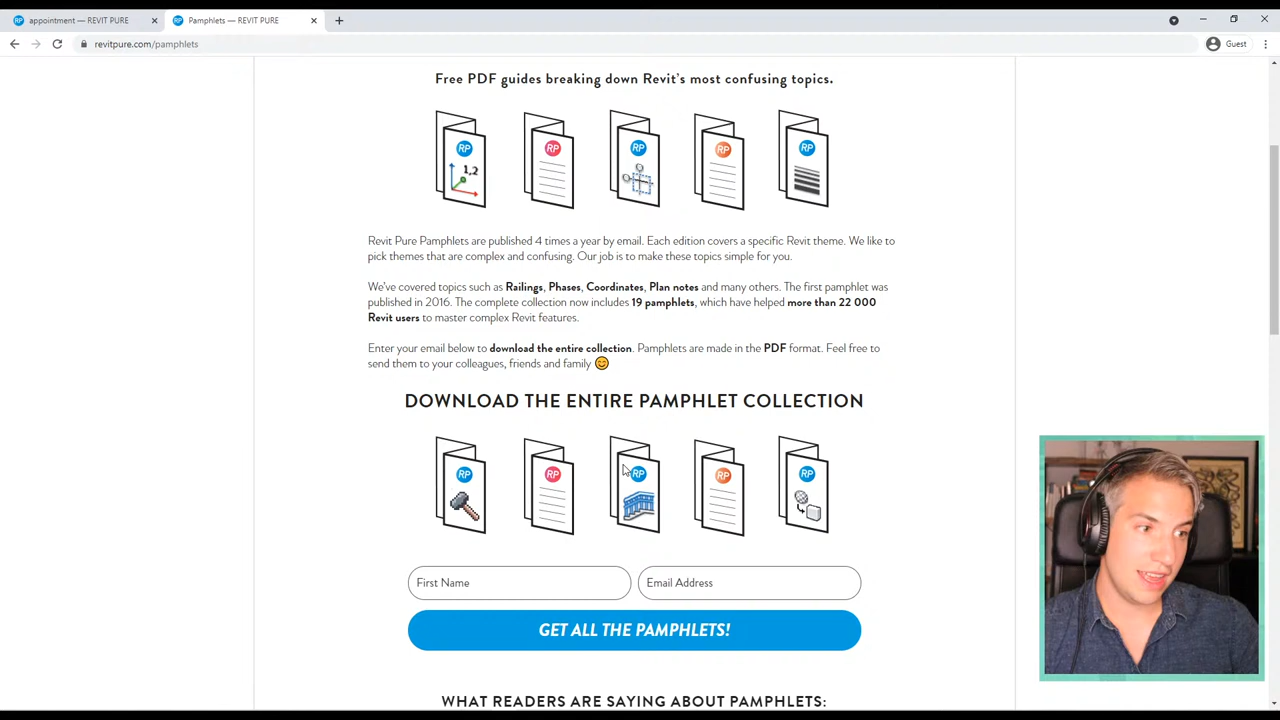 appointment — REVIT PURE
Pamphlets — REVIT PURE
revitpure.com/pamphlets
Guest
Free PDF guides breaking down Revit's most confusing topics.
RP RP RP RP RP
1,2
Revit Pure Pamphlets are published 4 times a year by email. Each edition covers a specific Revit theme. We like to
pick themes that are complex and confusing. Our job is to make these topics simple for you.
We've covered topics such as Railings, Phases, Coordinates, Plan notes and many others. The first pamphlet was
published in 2016. The complete collection now includes 19 pamphlets, which have helped more than 22 000
Revit users to master complex Revit features.
Enter your email below to download the entire collection. Pamphlets are made in the PDF format. Feel free to
send them to your colleagues, friends and family 😊
DOWNLOAD THE ENTIRE PAMPHLET COLLECTION
RP RP RP RP RP
First Name
Email Address
GET ALL THE PAMPHLETS!
WHAT READERS ARE SAYING ABOUT PAMPHLETS: